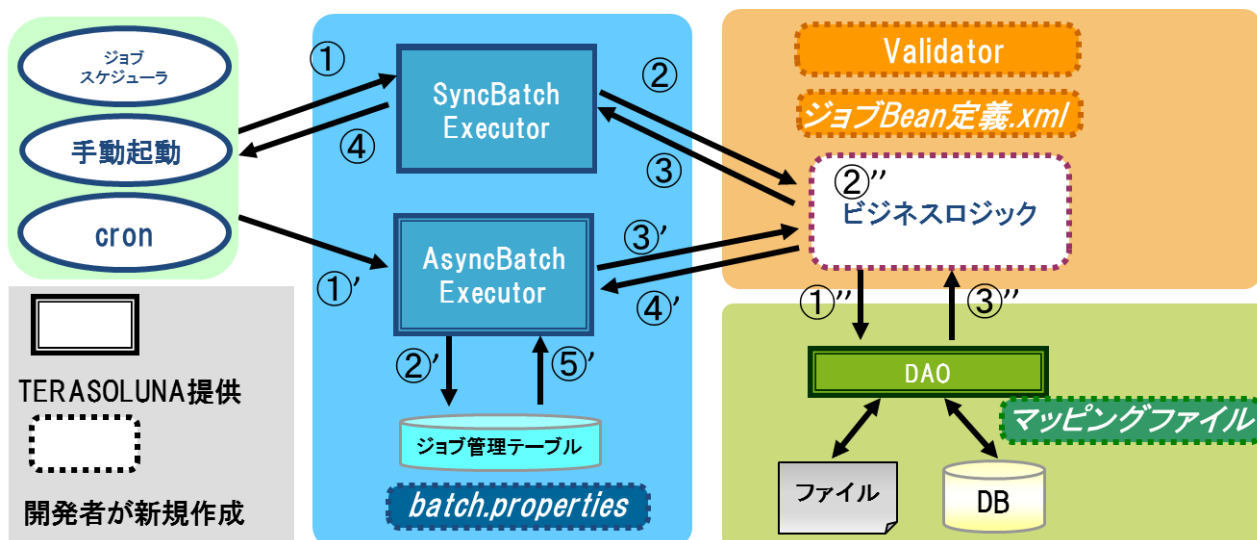 ジョブ
スケジューラ
手動起動
cron
TERASOLUNA提供
開発者が新規作成
①
④
①’
SyncBatch
Executor
AsyncBatch
Executor
②’
⑤’
ジョブ管理テーブル
batch.properties
②
③
③’
④’
Validator
ジョブBean定義.xml
②’’
ビジネスロジック
①’’
③’’
DAO
マッピングファイル
ファイル
DB